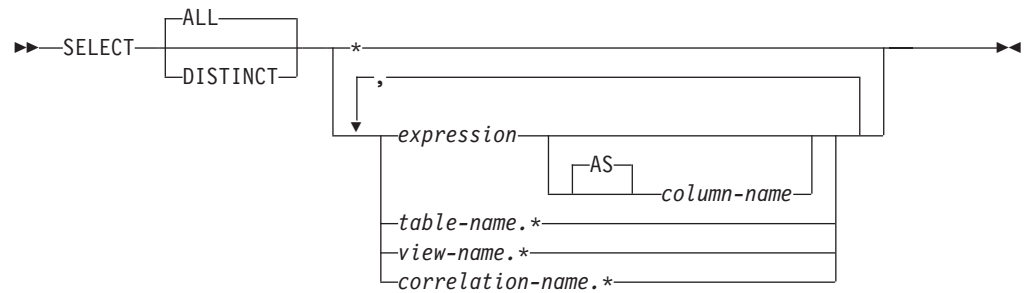 ALL
SELECT *
DISTINCT
,
expression
AS
column-name
table-name.*
view-name.*
correlation-name.*